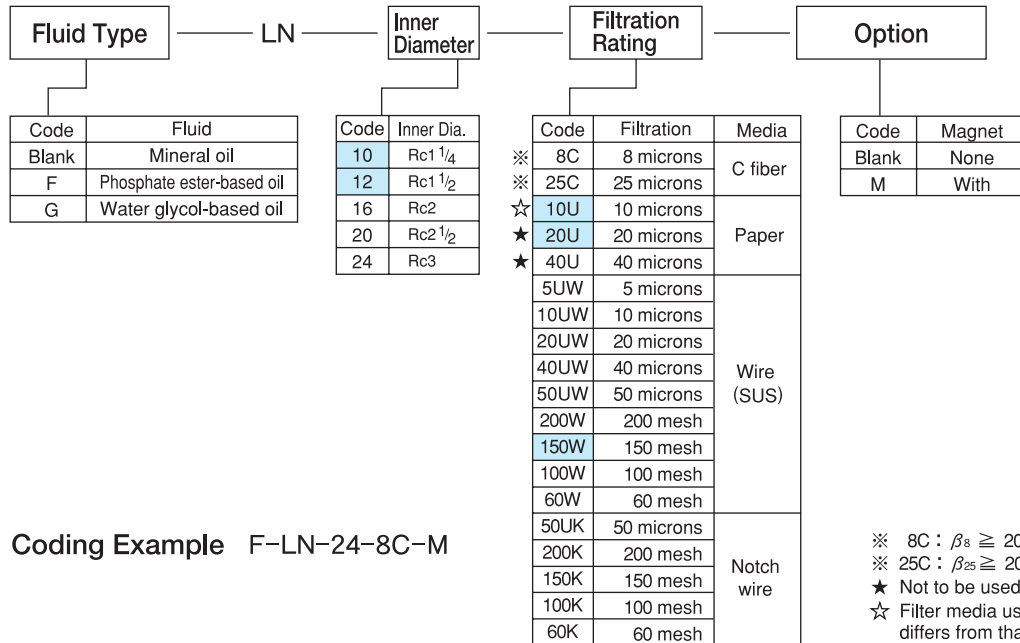 Fluid Type — LN — Inner Diameter — Filtration Rating — Option
Code Fluid
Blank Mineral oil
F Phosphate ester-based oil
G Water glycol-based oil
Code Inner Dia.
10 Rc1 1/4
12 Rc1 1/2
16 Rc2
20 Rc2 1/2
24 Rc3
Code Filtration Media
※ 8C 8 microns C fiber
※ 25C 25 microns
☆ 10U 10 microns Paper
★ 20U 20 microns
★ 40U 40 microns
5UW 5 microns Wire (SUS)
10UW 10 microns
20UW 20 microns
40UW 40 microns
50UW 50 microns
200W 200 mesh
150W 150 mesh
100W 100 mesh
60W 60 mesh
50UK 50 microns Notch wire
200K 200 mesh
150K 150 mesh
100K 100 mesh
60K 60 mesh
Code Magnet
Blank None
M With
Coding Example F-LN-24-8C-M
※ 8C : β8 ≧ 20
※ 25C : β25 ≧ 20
★ Not to be used
☆ Filter media
differs from